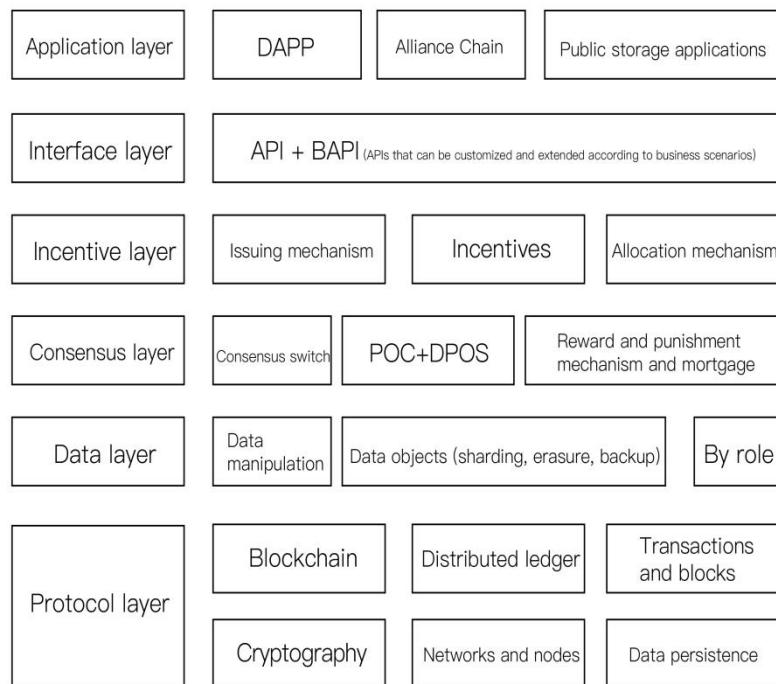 Application layer
DAPP
Alliance Chain
Public storage applications
Interface layer
API + BAPI (APIs that can be customized and extended according to business scenarios)
Incentive layer
Issuing mechanism
Incentives
Allocation mechanism
Consensus layer
Consensus switch
POC+DPOS
Reward and punishment
mechanism and mortgage
Data layer
Data
manipulation
Data objects (sharding, erasure, backup)
By role
Protocol layer
Blockchain
Distributed ledger
Transactions
and blocks
Cryptography
Networks and nodes
Data persistence